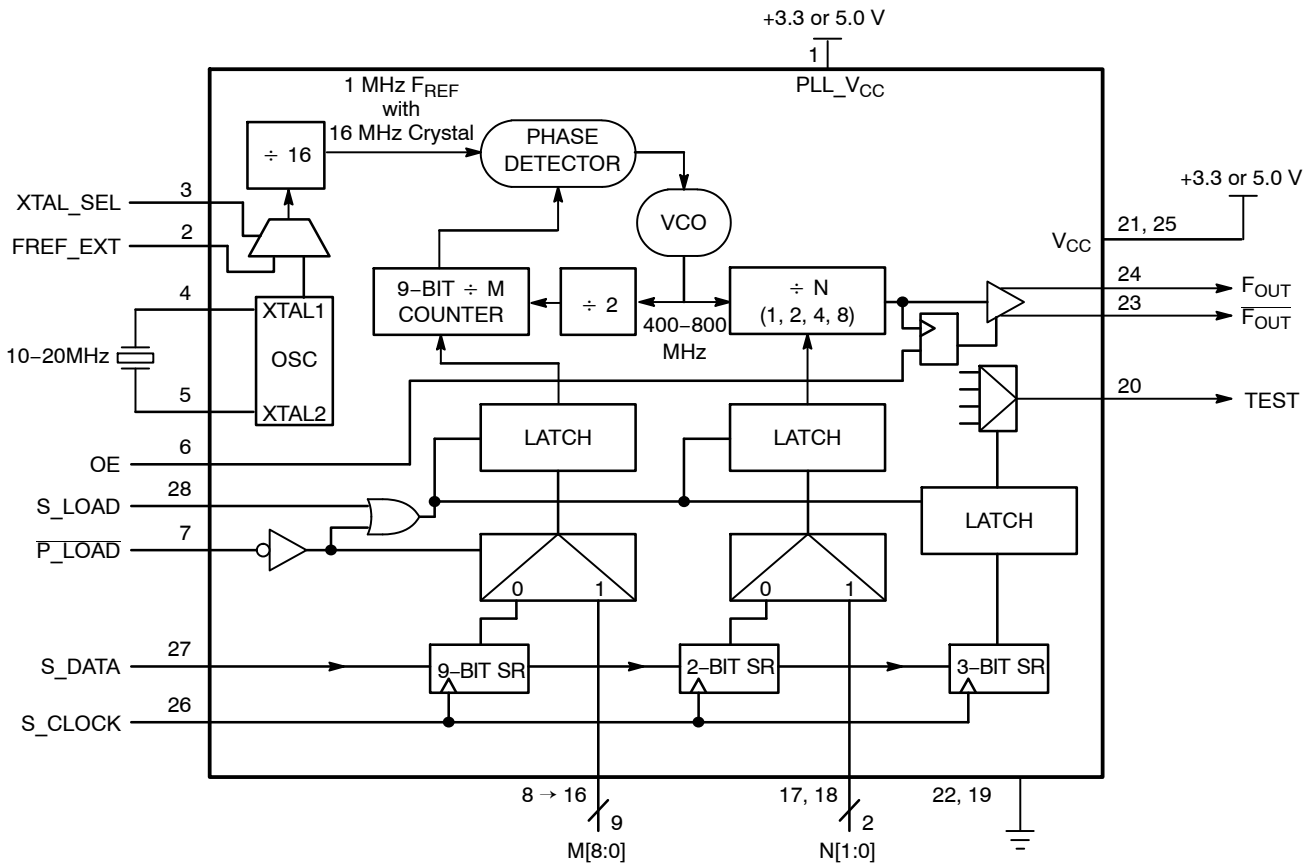 +3.3 or 5.0 V
1
PLL_VCC
1 MHz FREF
with
16 MHz Crystal
÷ 16
PHASE
DETECTOR
VCO
+3.3 or 5.0 V
21, 25
VCC
XTAL_SEL
3
FREF_EXT
2
4
XTAL1
10−20MHz
OSC
5
XTAL2
9−BIT ÷ M
COUNTER
÷ 2
400−800
MHz
÷ N
(1, 2, 4, 8)
24
FOUT
23
F̅O̅U̅T̅
20
TEST
OE
6
S_LOAD
28
P̅_̅L̅O̅A̅D̅
7
LATCH
LATCH
LATCH
0
1
0
1
S_DATA
27
9−BIT SR
2−BIT SR
3−BIT SR
S_CLOCK
26
8 → 16
9
M[8:0]
17, 18
2
N[1:0]
22, 19